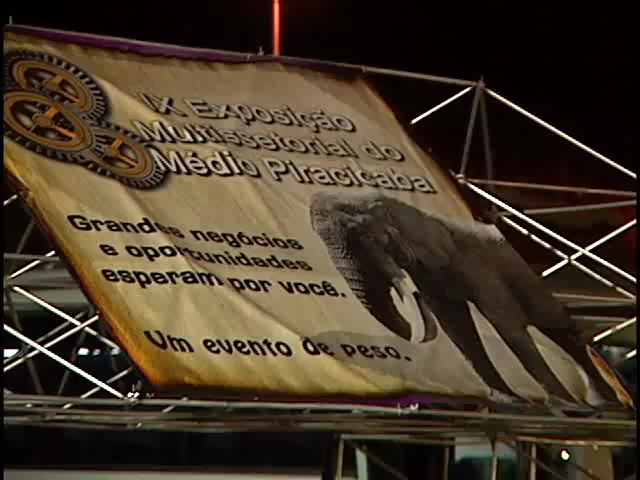 IX Exposição
Multissetorial do
Médio Piracicaba
Grandes negócios
e oportunidades
esperam por você.
Um evento de peso.